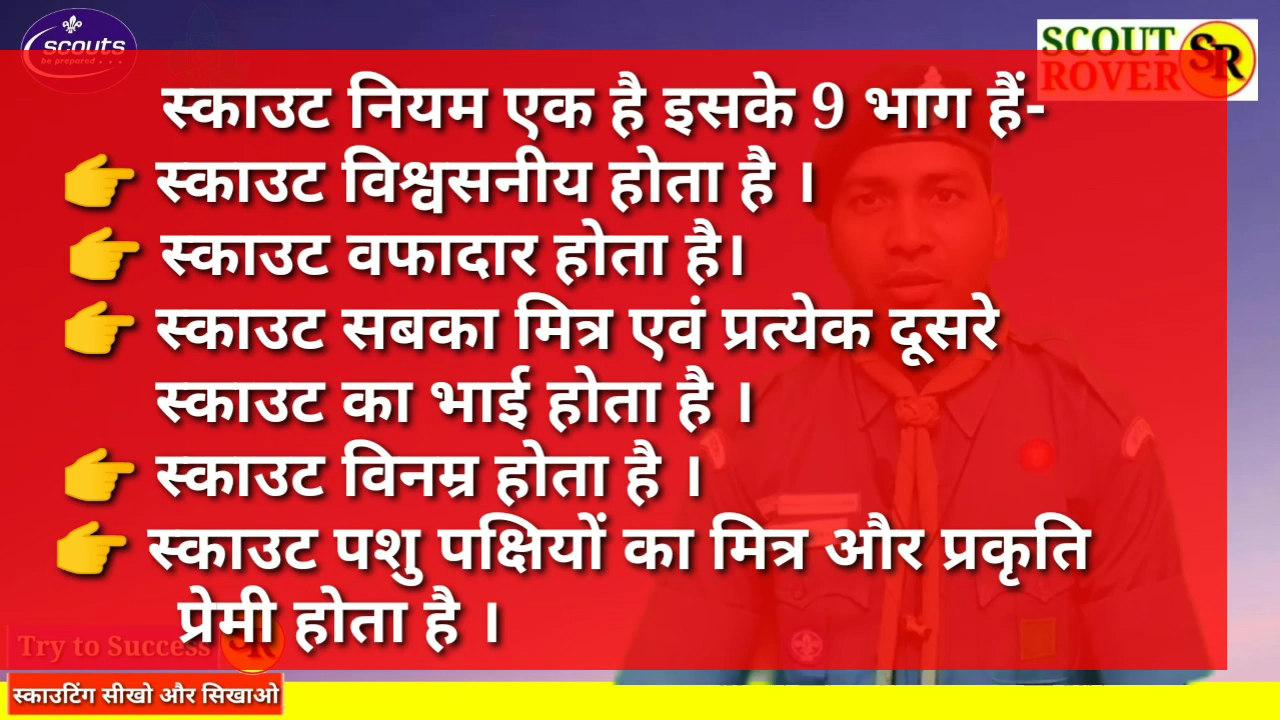 scouts
be prepared . . .
SCOUT
ROVER SR
स्काउट नियम एक है इसके 9 भाग हैं-
स्काउट विश्वसनीय होता है ।
स्काउट वफादार होता है।
स्काउट सबका मित्र एवं प्रत्येक दूसरे
स्काउट का भाई होता है ।
स्काउट विनम्र होता है ।
स्काउट पशु पक्षियों का मित्र और प्रकृति
प्रेमी होता है ।
Try to Success SR
स्काउटिंग सीखो और सिखाओ